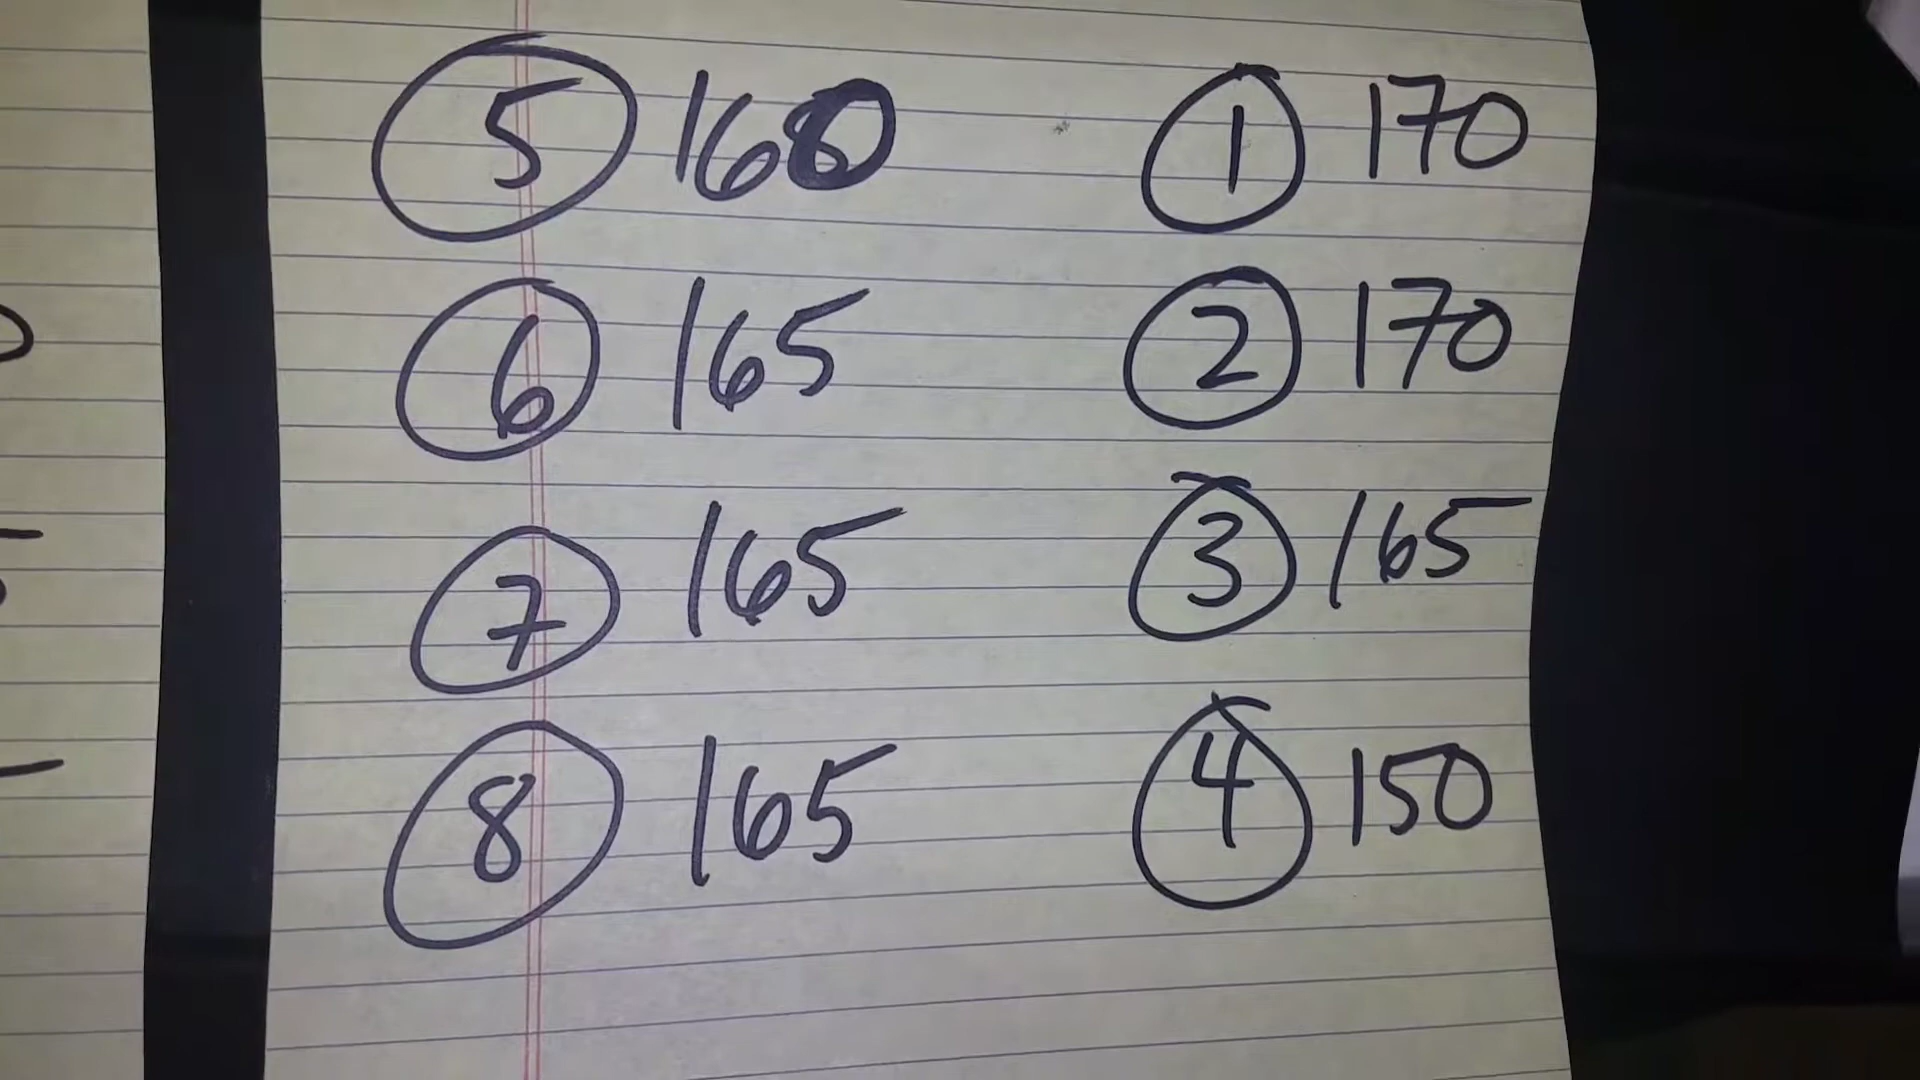 ⑤ 160 ① 170
⑥ 165 ② 170
⑦ 165 ③ 165
⑧ 165 ④ 150